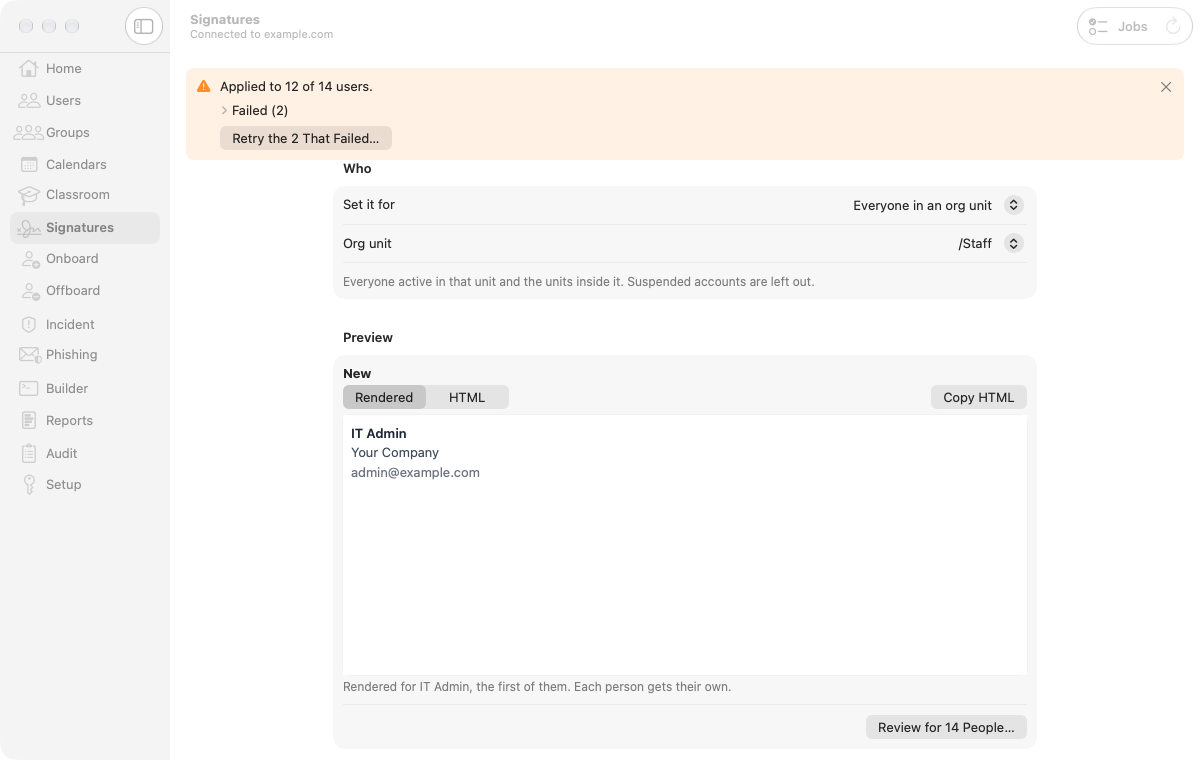 Signatures
Connected to example.com
Jobs
Home
Users
Groups
Calendars
Classroom
Signatures
Onboard
Offboard
Incident
Phishing
Builder
Reports
Audit
Setup
Applied to 12 of 14 users.
Failed (2)
Retry the 2 That Failed...
Who
Set it for Everyone in an org unit
Org unit /Staff
Everyone active in that unit and the units inside it. Suspended accounts are left out.
Preview
New
Rendered HTML Copy HTML
IT Admin
Your Company
admin@example.com
Rendered for IT Admin, the first of them. Each person gets their own.
Review for 14 People...